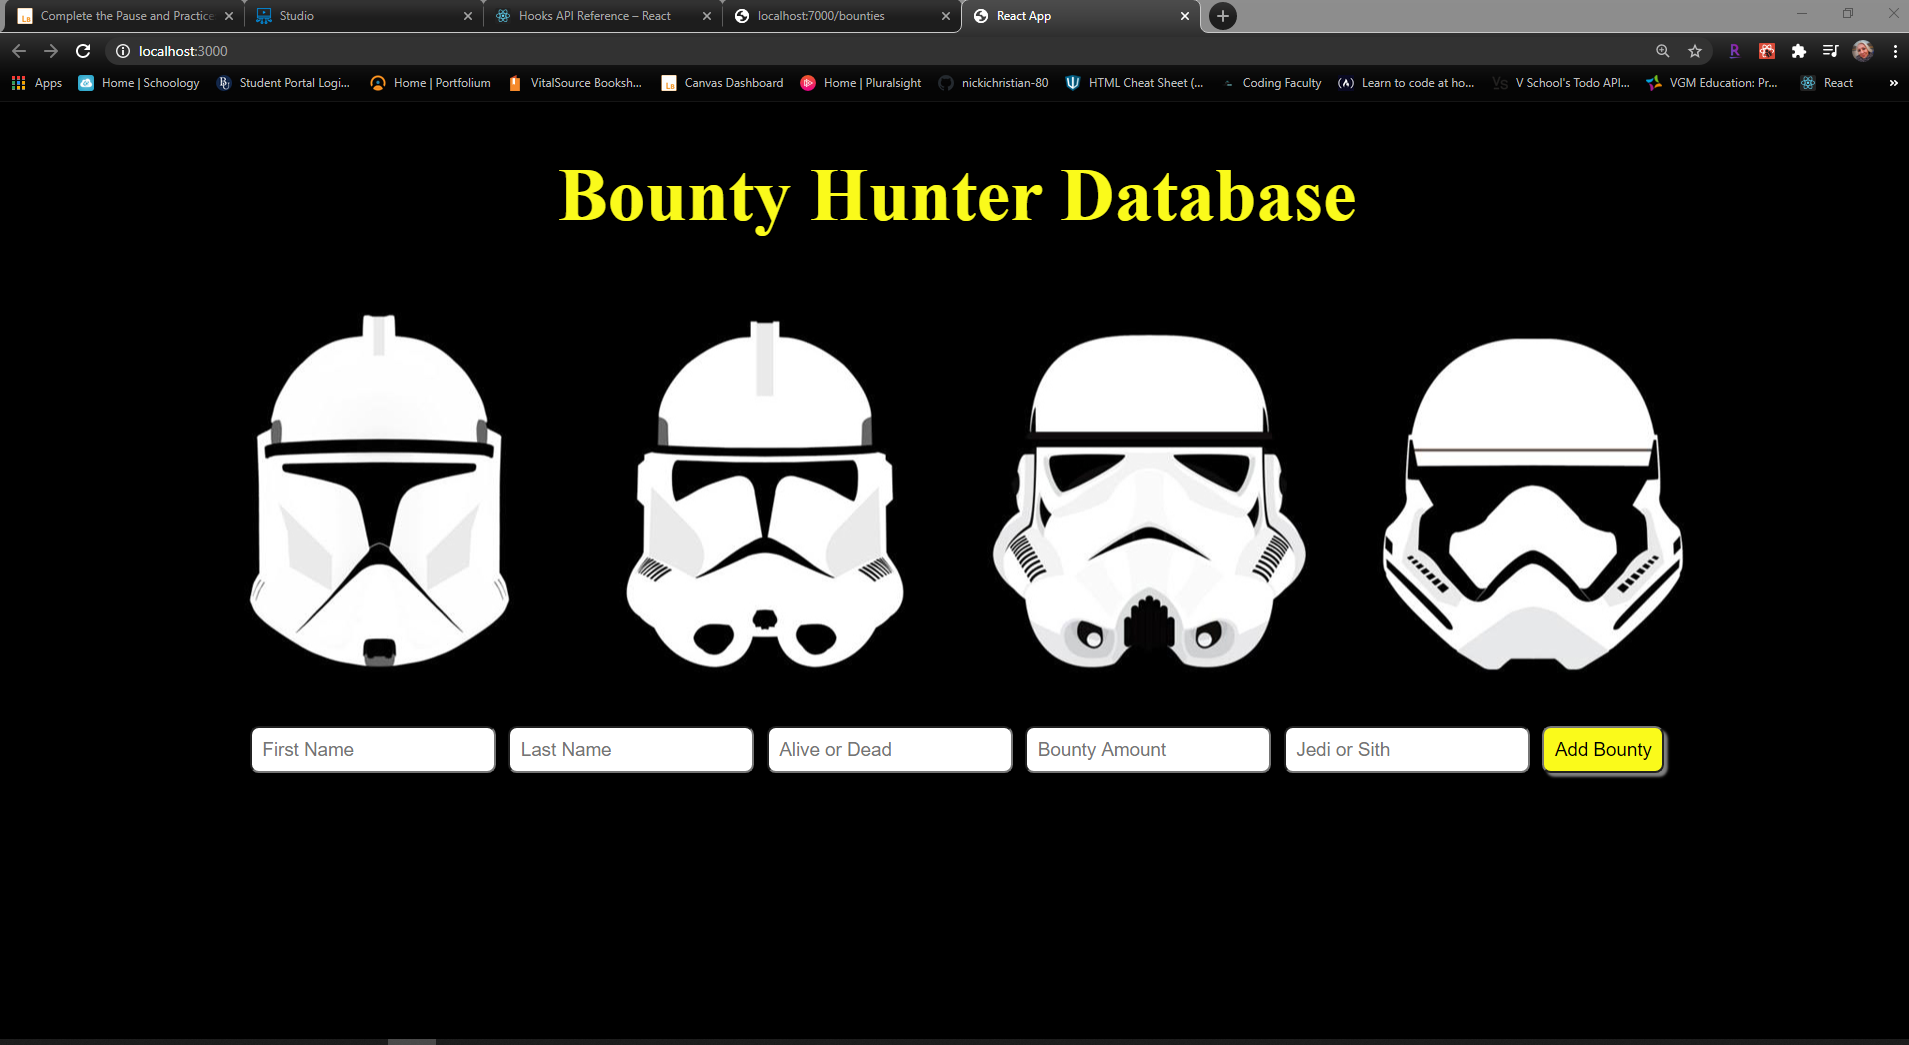 Complete the Pause and Practice
Studio
Hooks API Reference – React
localhost:7000/bounties
React App
localhost:3000
Apps
Home | Schoology
Student Portal Logi...
Home | Portfolium
VitalSource Booksh...
Canvas Dashboard
Home | Pluralsight
nickichristian-80
HTML Cheat Sheet (...
Coding Faculty
Learn to code at ho...
V School's Todo API...
VGM Education: Pr...
React
Bounty Hunter Database
First Name
Last Name
Alive or Dead
Bounty Amount
Jedi or Sith
Add Bounty